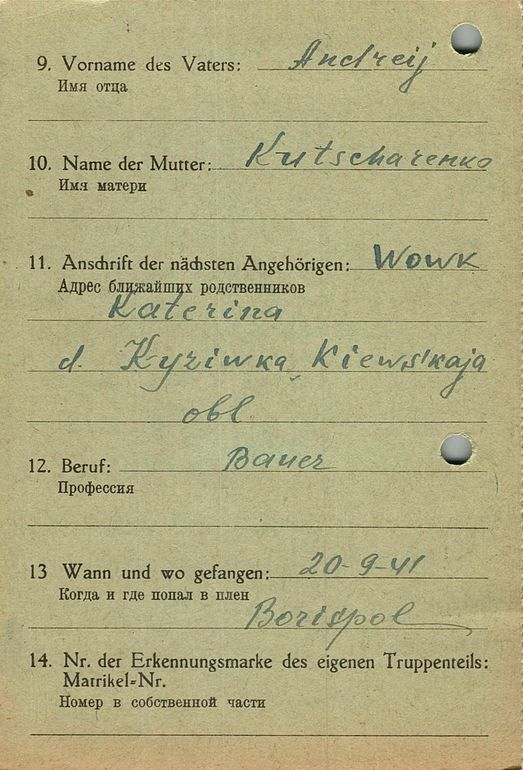 9. Vorname des Vaters: Andreij
Имя отца
10. Name der Mutter: Kutscharenko
Имя матери
11. Anschrift der nächsten Angehörigen: Wowk
Адрес ближайших родственников
Katerina
d. Kyziwka, Kiewskaja
obl
12. Beruf: Bauer
Профессия
13 Wann und wo gefangen: 20-9-41
Когда и где попал в плен
Borispol
14. Nr. der Erkennungsmarke des eigenen Truppenteils:
Matrikel-Nr.
Номер в собственной части